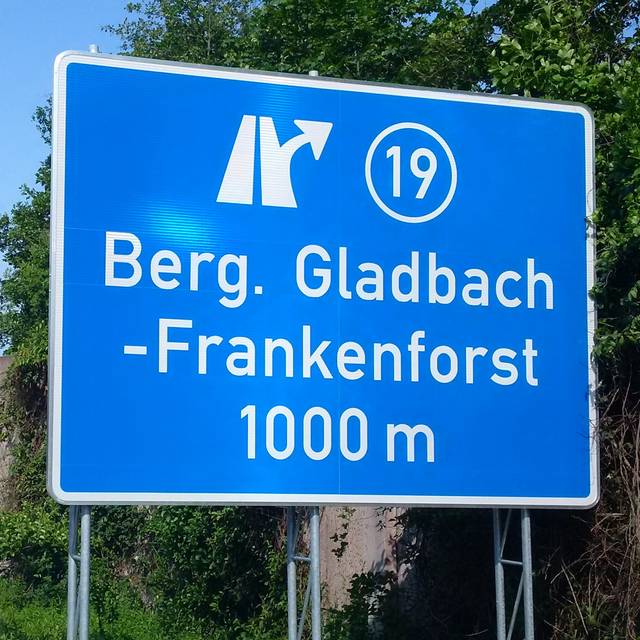 19
Berg. Gladbach
-Frankenforst
1000 m